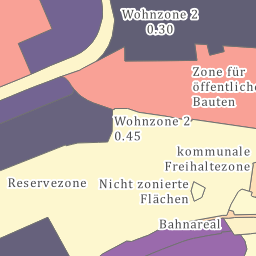 Wohnzone 2
0.30
Zone für
öffentliche
Bauten
Wohnzone 2
0.45
kommunale
Freihaltezone
Reservezone
Nicht zonierte
Flächen
Bahnareal